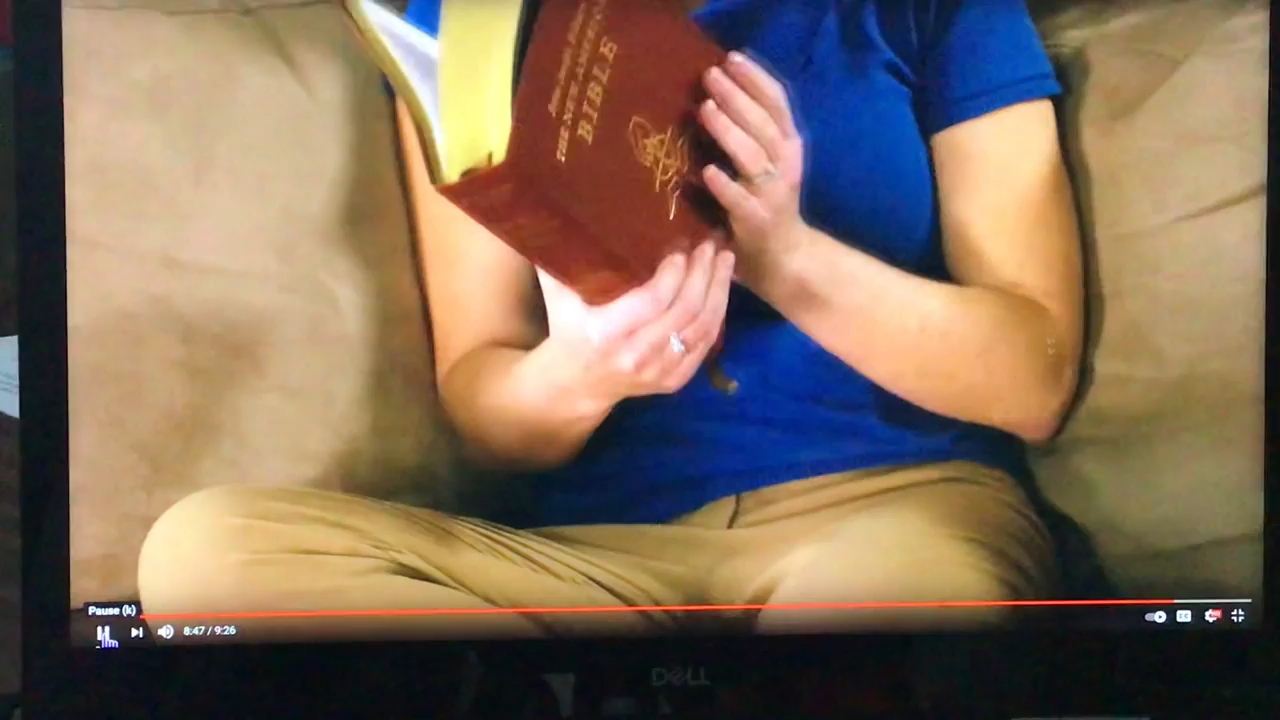 THE NEW AMERICAN
BIBLE
Pause (k)
8:47 / 9:26
DELL